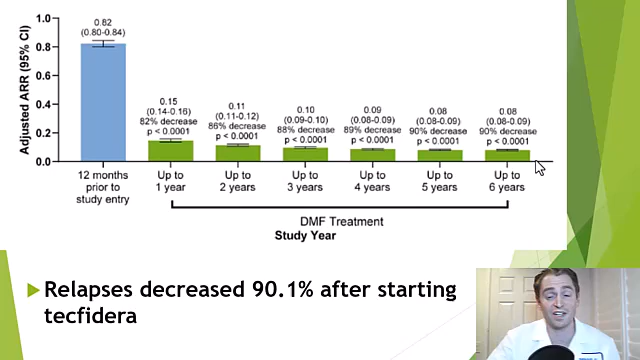 Adjusted ARR (95% CI)
1.0
0.8
0.6
0.4
0.2
0.0
0.82
(0.80-0.84)
0.15
(0.14-0.16)
82% decrease
p < 0.0001
0.11
(0.11-0.12)
86% decrease
p < 0.0001
0.10
(0.09-0.10)
88% decrease
p < 0.0001
0.09
(0.08-0.09)
89% decrease
p < 0.0001
0.08
(0.08-0.09)
90% decrease
p < 0.0001
0.08
(0.08-0.09)
90% decrease
p < 0.0001
12 months
prior to
study entry
Up to
1 year
Up to
2 years
Up to
3 years
Up to
4 years
Up to
5 years
Up to
6 years
DMF Treatment
Study Year
Relapses decreased 90.1% after starting
tecfidera